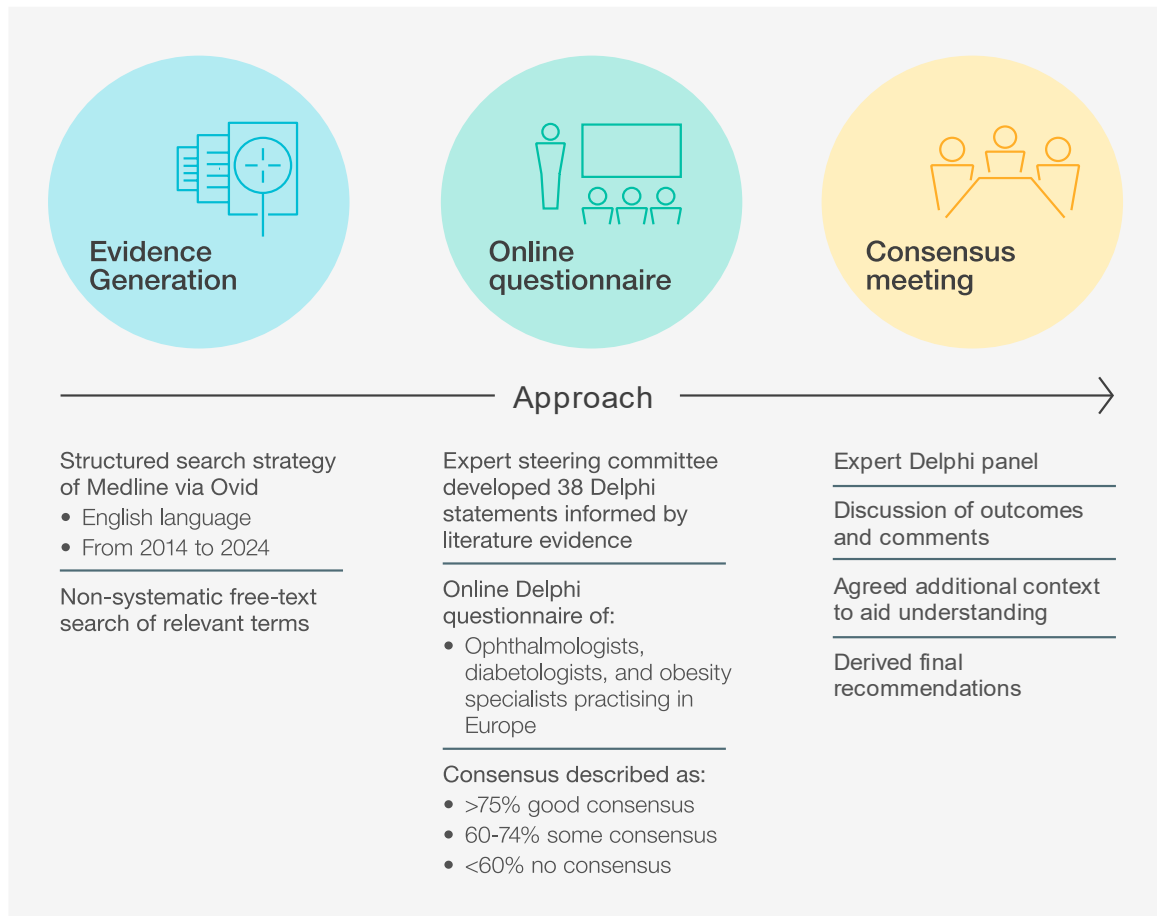 Evidence
Generation
Online
questionnaire
Consensus
meeting
Approach
Structured search strategy
of Medline via Ovid
• English language
• From 2014 to 2024
Non-systematic free-text
search of relevant terms
Expert steering committee
developed 38 Delphi
statements informed by
literature evidence
Online Delphi
questionnaire of:
• Ophthalmologists,
diabetologists, and obesity
specialists practising in
Europe
Consensus described as:
• >75% good consensus
• 60-74% some consensus
• <60% no consensus
Expert Delphi panel
Discussion of outcomes
and comments
Agreed additional context
to aid understanding
Derived final
recommendations